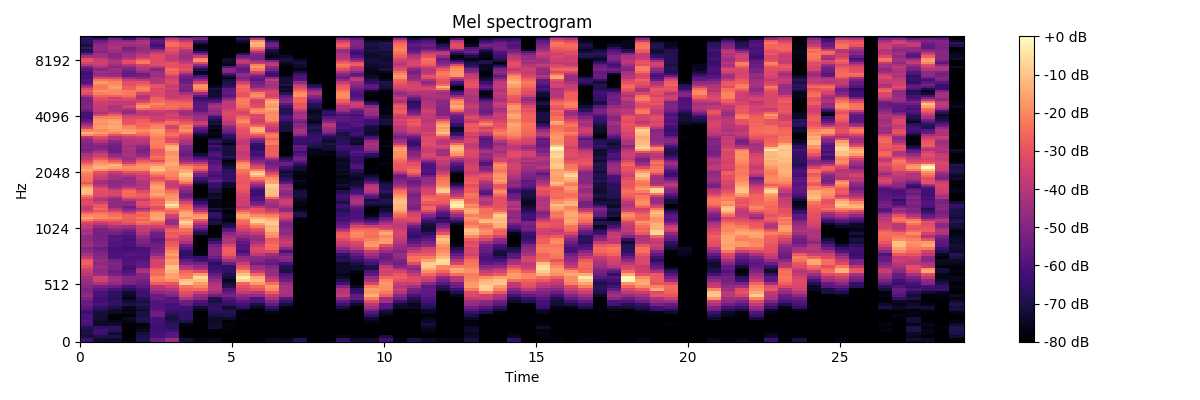 Mel spectrogram
Hz
8192
4096
2048
1024
512
0
0 5 10 15 20 25
Time
+0 dB
-10 dB
-20 dB
-30 dB
-40 dB
-50 dB
-60 dB
-70 dB
-80 dB